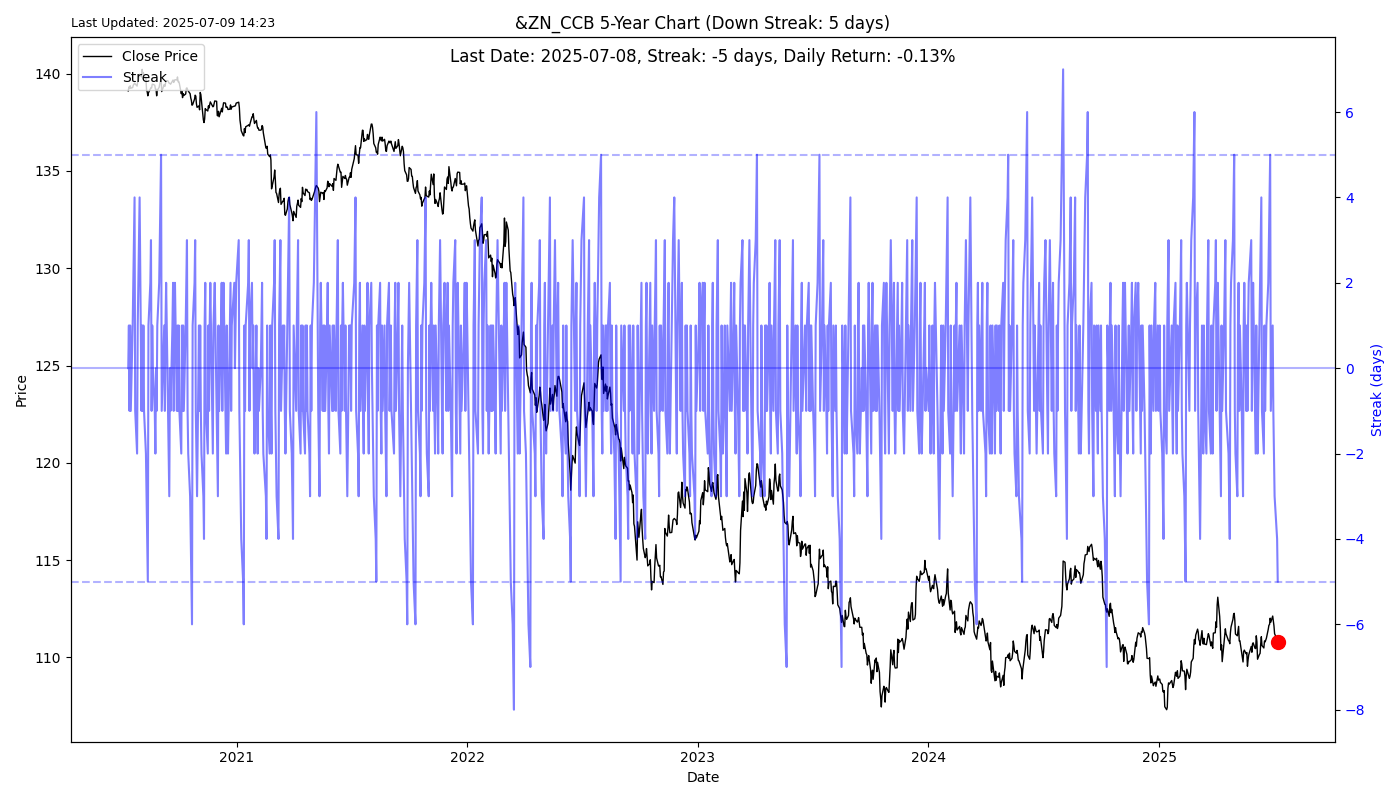 Last Updated: 2025-07-09 14:23
&ZN_CCB 5-Year Chart (Down Streak: 5 days)
Last Date: 2025-07-08, Streak: -5 days, Daily Return: -0.13%
Close Price
Streak
140
135
130
125
120
115
110
Price
6
4
2
0
−2
−4
−6
−8
Streak (days)
2021
2022
2023
2024
2025
Date